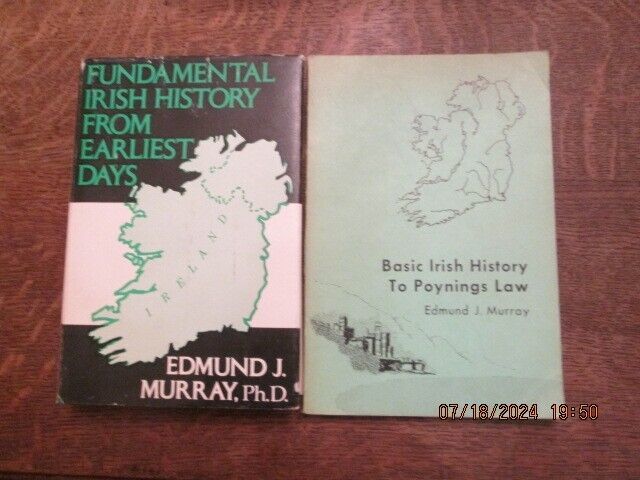 FUNDAMENTAL
IRISH HISTORY
FROM
EARLIEST
DAYS
IRELAND
EDMUND J.
MURRAY, Ph.D.
Basic Irish History
To Poynings Law
Edmund J. Murray
07/18/2024 19:50